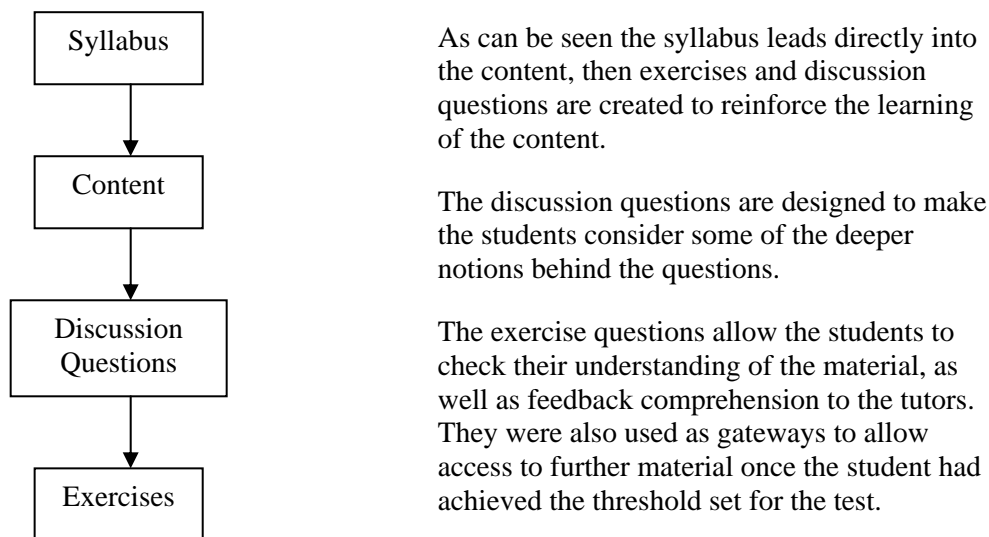 Syllabus
Content
Discussion
Questions
Exercises
As can be seen the syllabus leads directly into
the content, then exercises and discussion
questions are created to reinforce the learning
of the content.
The discussion questions are designed to make
the students consider some of the deeper
notions behind the questions.
The exercise questions allow the students to
check their understanding of the material, as
well as feedback comprehension to the tutors.
They were also used as gateways to allow
access to further material once the student had
achieved the threshold set for the test.